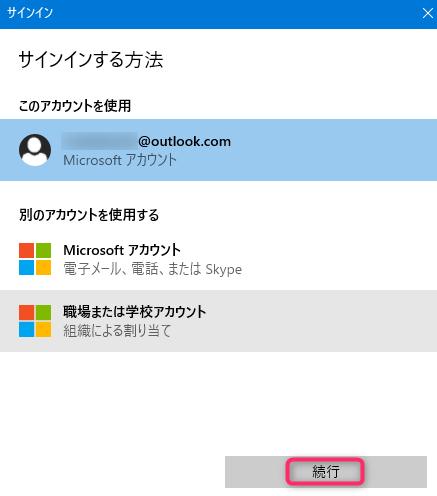 サインイン
サインインする方法
このアカウントを使用
@outlook.com
Microsoft アカウント
別のアカウントを使用する
Microsoft アカウント
電子メール、電話、または Skype
職場または学校アカウント
組織による割り当て
続行